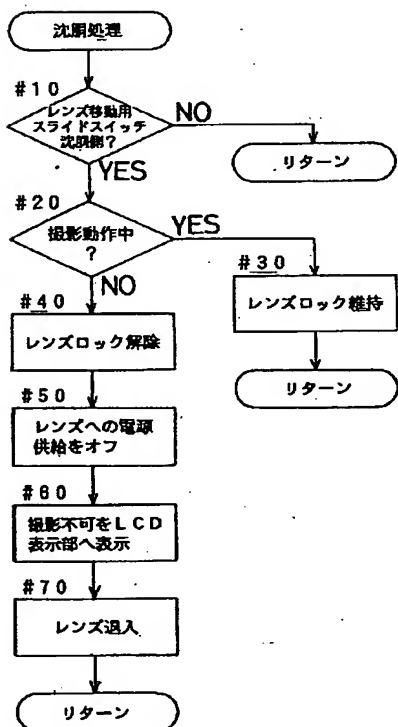 沈胴処理
#10
レンズ移動用
スライドスイッチ
沈胴側?
NO
リターン
YES
#20
撮影動作中
?
YES
#30
レンズロック維持
リターン
NO
#40
レンズロック解除
#50
レンズへの電源
供給をオフ
#60
撮影不可をLCD
表示部へ表示
#70
レンズ退入
リターン